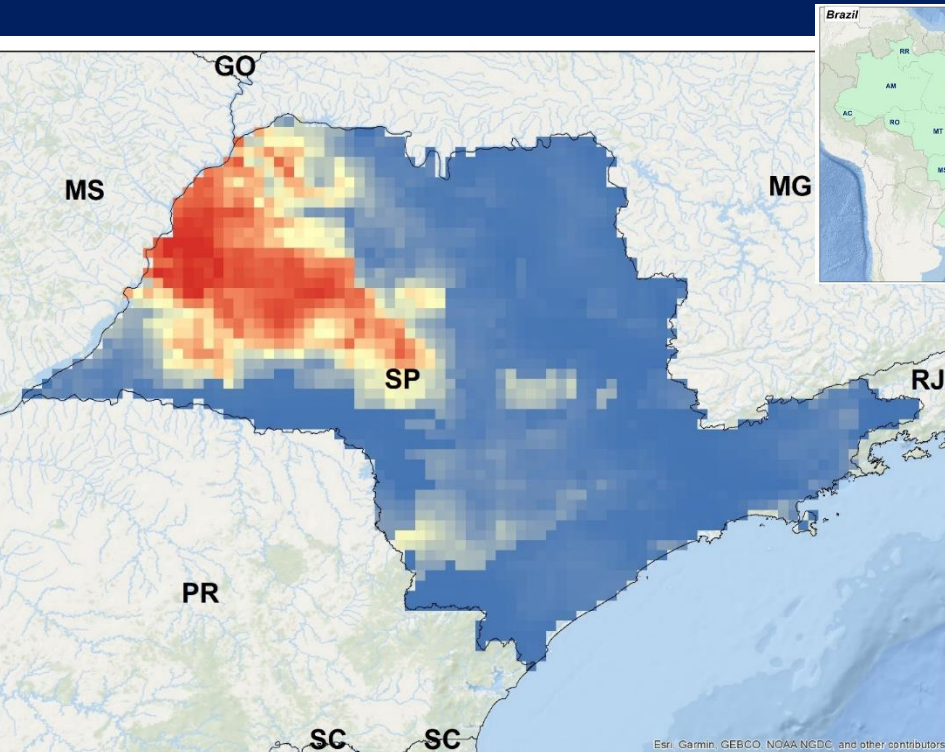 Brazil
RR
AM
AC
RO
MT
MS
GO
MS
MG
SP
RJ
PR
SC
SC
Esri, Garmin, GEBCO, NOAA NGDC, and other contributors